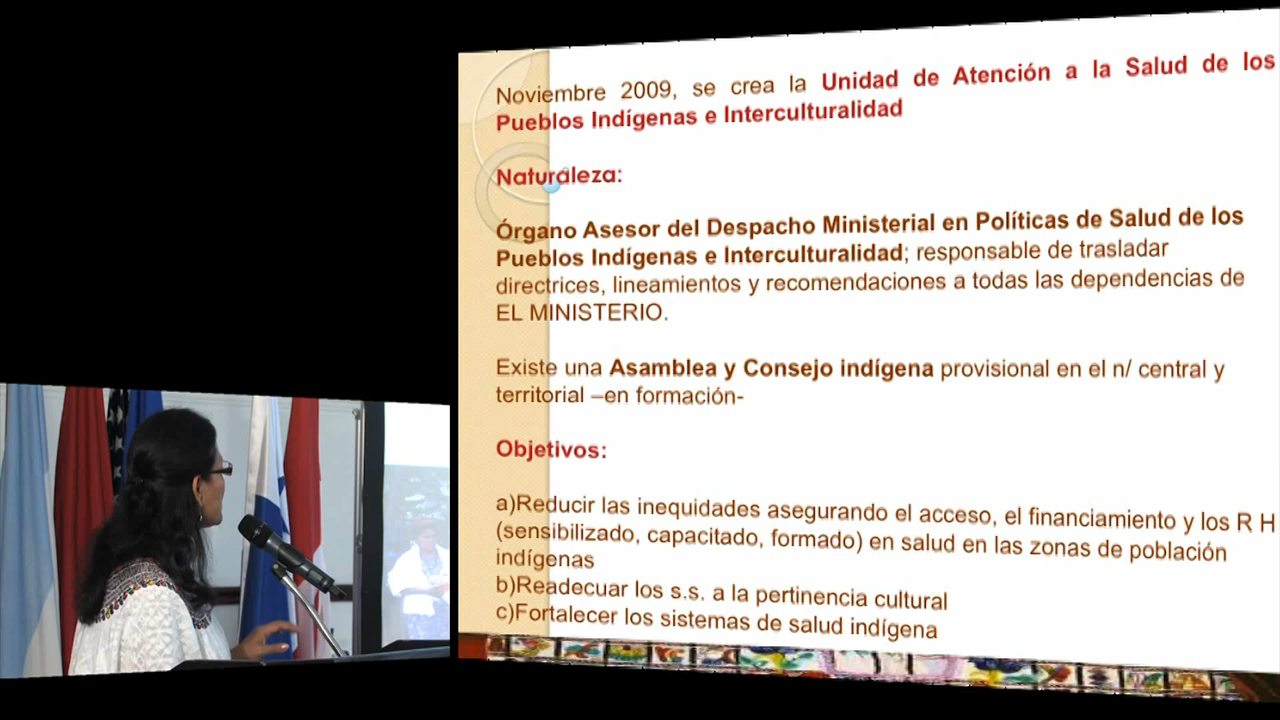 Noviembre 2009, se crea la Unidad de Atención a la Salud de los
Pueblos Indígenas e Interculturalidad
Naturaleza:
Órgano Asesor del Despacho Ministerial en Políticas de Salud de los
Pueblos Indígenas e Interculturalidad; responsable de trasladar
directrices, lineamientos y recomendaciones a todas las dependencias de
EL MINISTERIO.
Existe una Asamblea y Consejo indígena provisional en el n/ central y
territorial –en formación-
Objetivos:
a)Reducir las inequidades asegurando el acceso, el financiamiento y los R H
(sensibilizado, capacitado, formado) en salud en las zonas de población
indígenas
b)Readecuar los s.s. a la pertinencia cultural
c)Fortalecer los sistemas de salud indígena